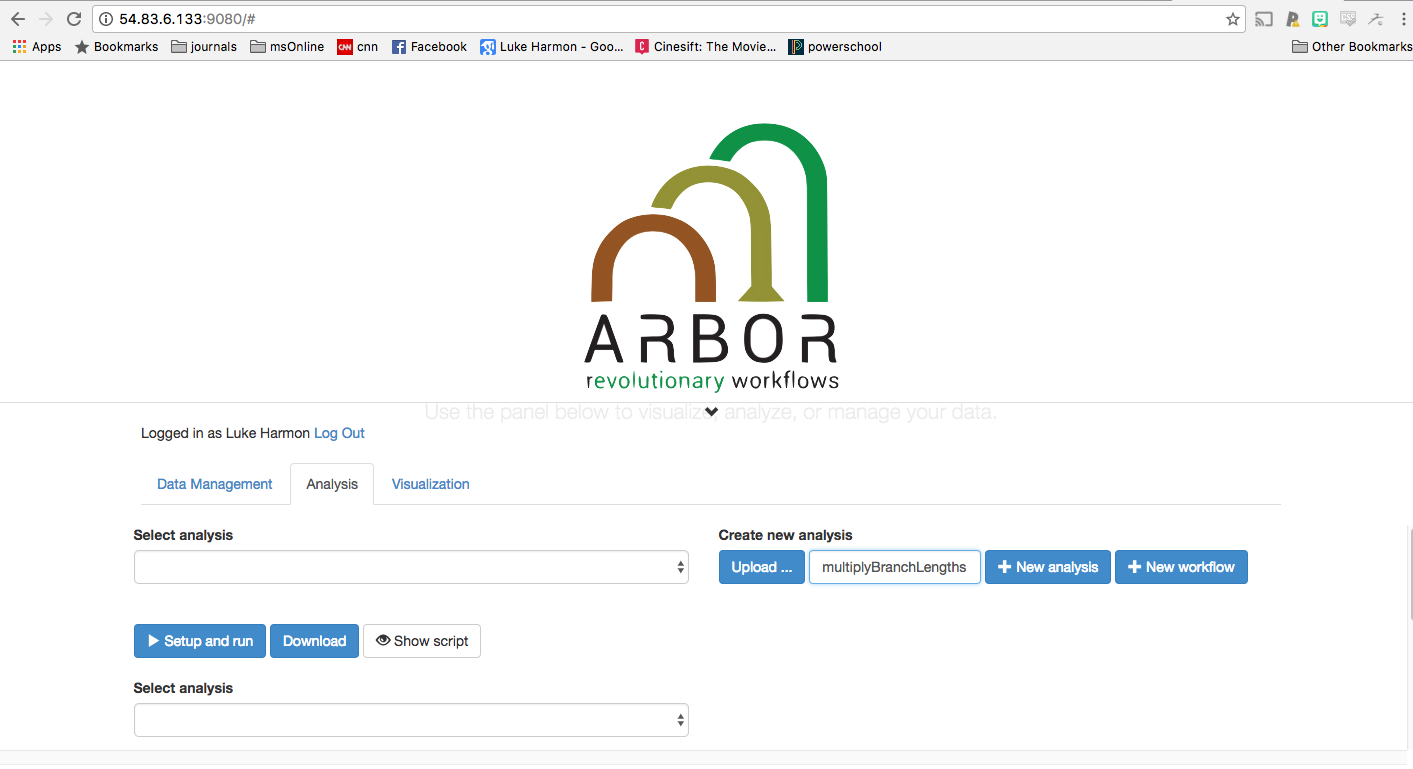 54.83.6.133:9080/#
Apps Bookmarks journals msOnline CNN cnn Facebook Luke Harmon - Goo... Cinesift: The Movie... powerschool Other Bookmarks
ARBOR
revolutionary workflows
Use the panel below to visualize, analyze, or manage your data.
Logged in as Luke Harmon Log Out
Data Management Analysis Visualization
Select analysis Create new analysis
Upload ... multiplyBranchLengths New analysis New workflow
Setup and run Download Show script
Select analysis